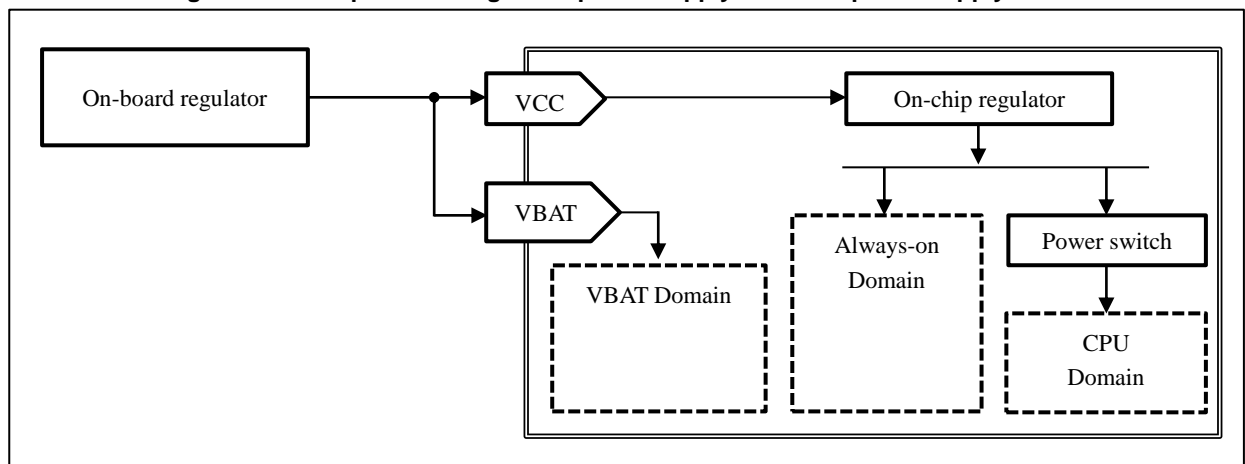 On-board regulator
VCC
On-chip regulator
VBAT
VBAT Domain
Always-on
Domain
Power switch
CPU
Domain